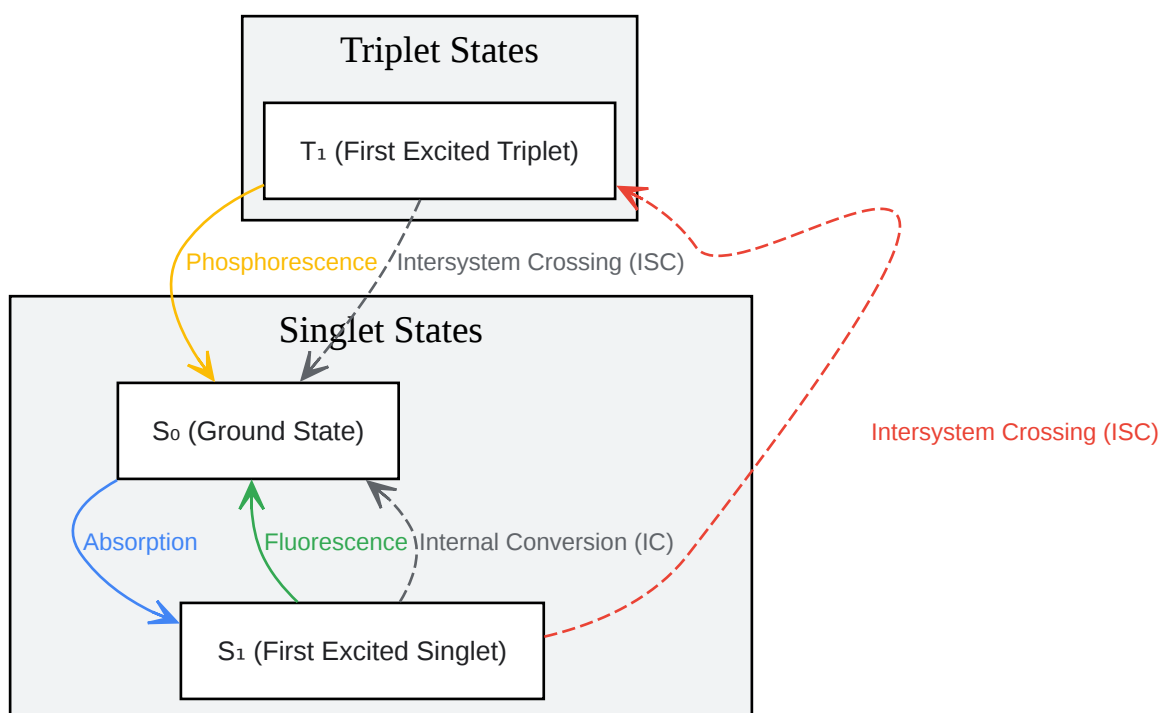 Triplet States
T₁ (First Excited Triplet)
Phosphorescence
Intersystem Crossing (ISC)
Singlet States
S₀ (Ground State)
Intersystem Crossing (ISC)
Absorption
Fluorescence
Internal Conversion (IC)
S₁ (First Excited Singlet)